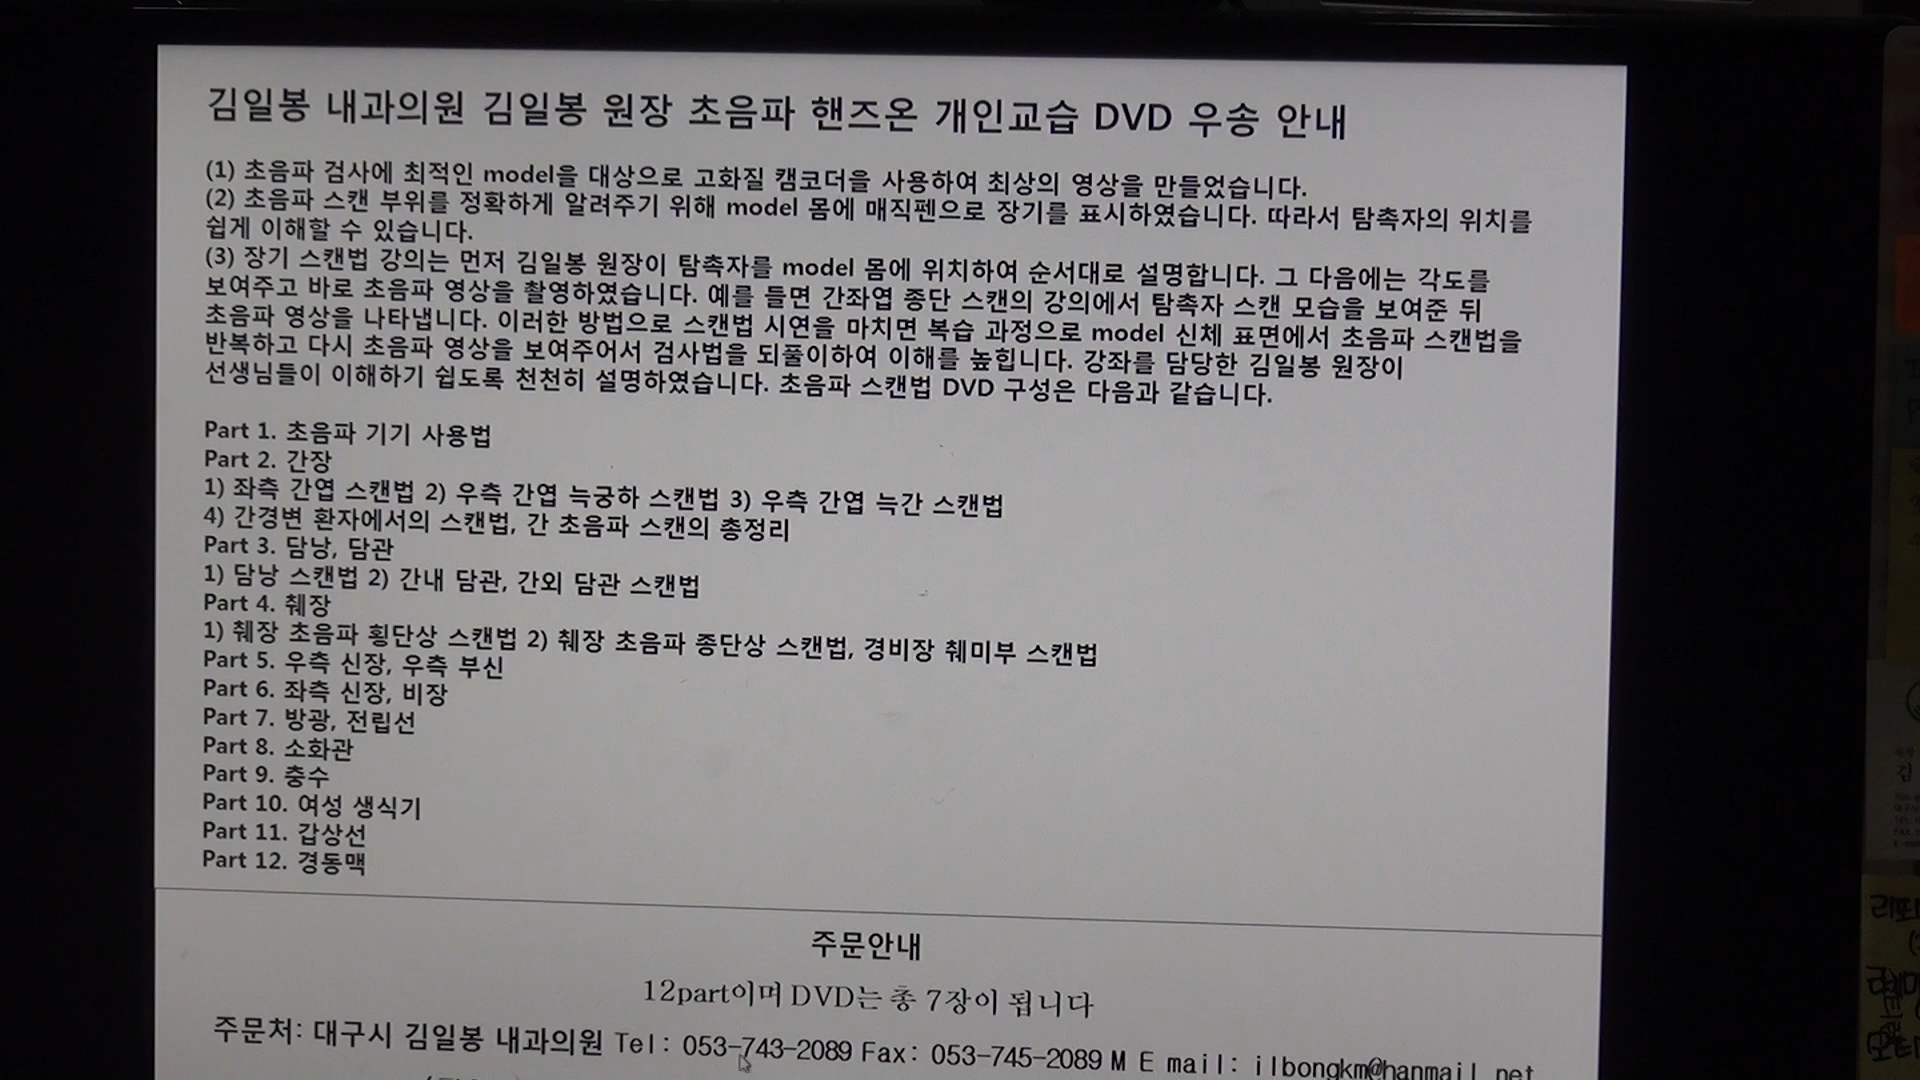 김일봉 내과의원 김일봉 원장 초음파 핸즈온 개인교습 DVD 우송 안내
(1) 초음파 검사에 최적인 model을 대상으로 고화질 캠코더을 사용하여 최상의 영상을 만들었습니다.
(2) 초음파 스캔 부위를 정확하게 알려주기 위해 model 몸에 매직펜으로 장기를 표시하였습니다. 따라서 탐촉자의 위치를
쉽게 이해할 수 있습니다.
(3) 장기 스캔법 강의는 먼저 김일봉 원장이 탐촉자를 model 몸에 위치하여 순서대로 설명합니다. 그 다음에는 각도를
보여주고 바로 초음파 영상을 촬영하였습니다. 예를 들면 간좌엽 종단 스캔의 강의에서 탐촉자 스캔 모습을 보여준 뒤
초음파 영상을 나타냅니다. 이러한 방법으로 스캔법 시연을 마치면 복습 과정으로 model 신체 표면에서 초음파 스캔법을
반복하고 다시 초음파 영상을 보여주어서 검사법을 되풀이하여 이해를 높힙니다. 강좌를 담당한 김일봉 원장이
선생님들이 이해하기 쉽도록 천천히 설명하였습니다. 초음파 스캔법 DVD 구성은 다음과 같습니다.
Part 1. 초음파 기기 사용법
Part 2. 간장
1) 좌측 간엽 스캔법 2) 우측 간엽 늑궁하 스캔법 3) 우측 간엽 늑간 스캔법
4) 간경변 환자에서의 스캔법, 간 초음파 스캔의 총정리
Part 3. 담낭, 담관
1) 담낭 스캔법 2) 간내 담관, 간외 담관 스캔법
Part 4. 췌장
1) 췌장 초음파 횡단상 스캔법 2) 췌장 초음파 종단상 스캔법, 경비장 췌미부 스캔법
Part 5. 우측 신장, 우측 부신
Part 6. 좌측 신장, 비장
Part 7. 방광, 전립선
Part 8. 소화관
Part 9. 충수
Part 10. 여성 생식기
Part 11. 갑상선
Part 12. 경동맥
주문안내
12part이며 DVD는 총 7장이 됩니다
주문처: 대구시 김일봉 내과의원 Tel: 053-743-2089 Fax: 053-745-2089 M E mail: ilbongkm@hanmail.net